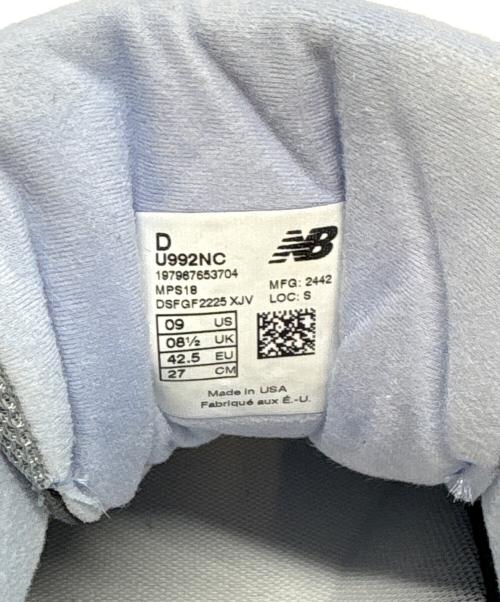 D
NB
U992NC
197967653704
MPS18
MFG: 2442
DSFGF2225 XJV
LOC: S
09 US
08½ UK
42.5 EU
27 CM
Made in USA
Fabriqué aux É.-U.